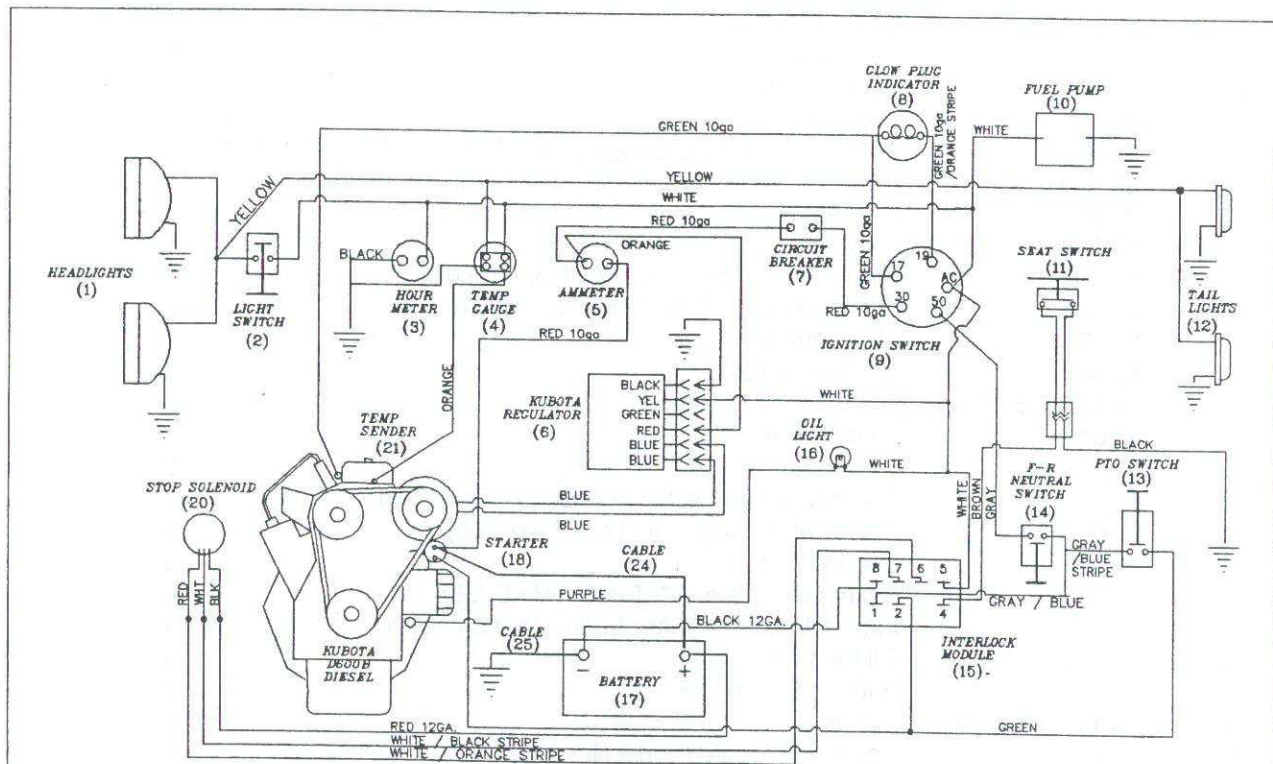 GLOW PLUG
INDICATOR
(8)
FUEL PUMP
(10)
GREEN 10ga
GREEN 10ga
/ORANGE STRIPE
WHITE
YELLOW
YELLOW
WHITE
RED 10ga
ORANGE
BLACK
CIRCUIT
BREAKER
(7)
GREEN 10ga
17
19
AC
30
50
RED 10ga
SEAT SWITCH
(11)
HEADLIGHTS
(1)
LIGHT
SWITCH
(2)
HOUR
METER
(3)
TEMP
GAUGE
(4)
AMMETER
(5)
TAIL
LIGHTS
(12)
RED 10ga
IGNITION SWITCH
(9)
ORANGE
KUBOTA
REGULATOR
(6)
BLACK
YEL
GREEN
RED
BLUE
BLUE
WHITE
TEMP
SENDER
(21)
OIL
LIGHT
(16)
WHITE
BLACK
F-R
NEUTRAL
SWITCH
(14)
PTO SWITCH
(13)
STOP SOLENOID
(20)
BLUE
BLUE
WHITE
BROWN
GRAY
STARTER
(18)
CABLE
(24)
GRAY
/BLUE
STRIPE
RED
WHT
BLK
8 7 6 5
1 2 4
PURPLE
GRAY / BLUE
BLACK 12GA.
CABLE
(25)
INTERLOCK
MODULE
(15)-
KUBOTA
D600B
DIESEL
- +
BATTERY
(17)
RED 12GA.
GREEN
WHITE / BLACK STRIPE
WHITE / ORANGE STRIPE